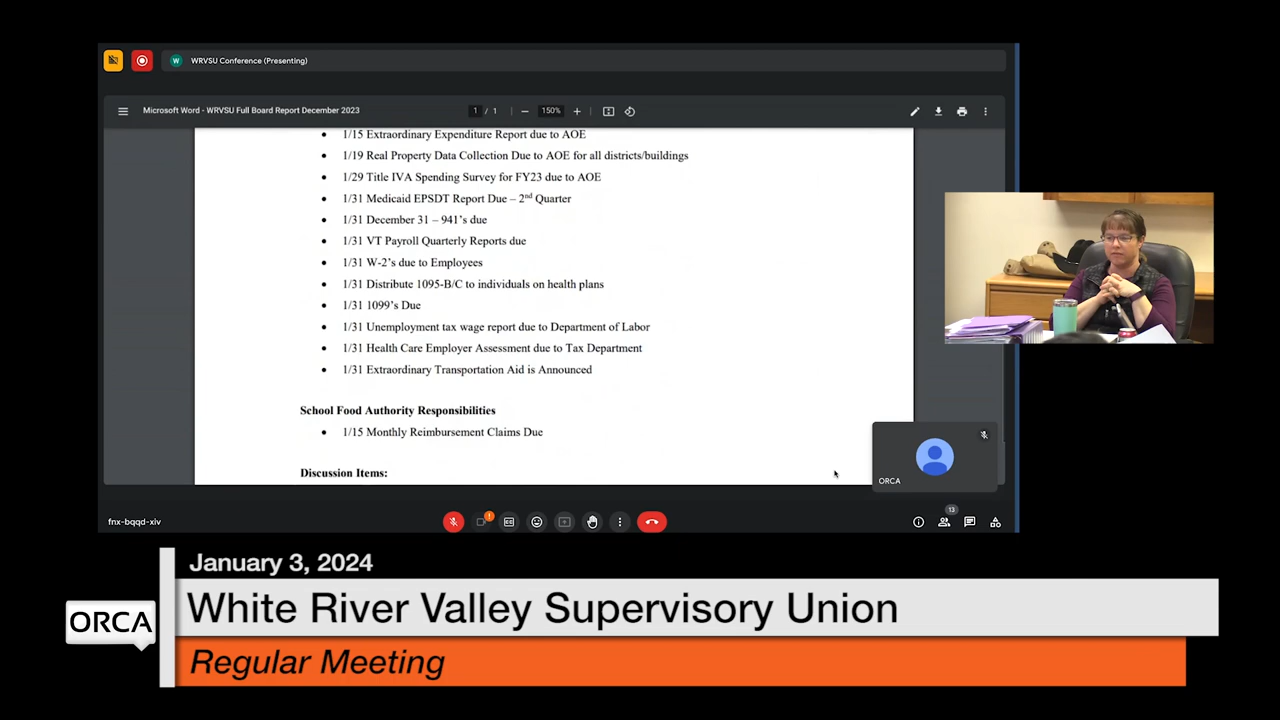 W WRVSU Conference (Presenting)
Microsoft Word - WRVSU Full Board Report December 2023 1 / 1 150%
1/15 Extraordinary Expenditure Report due to AOE
1/19 Real Property Data Collection Due to AOE for all districts/buildings
1/29 Title IVA Spending Survey for FY23 due to AOE
1/31 Medicaid EPSDT Report Due – 2nd Quarter
1/31 December 31 – 941's due
1/31 VT Payroll Quarterly Reports due
1/31 W-2's due to Employees
1/31 Distribute 1095-B/C to individuals on health plans
1/31 1099's Due
1/31 Unemployment tax wage report due to Department of Labor
1/31 Health Care Employer Assessment due to Tax Department
1/31 Extraordinary Transportation Aid is Announced
School Food Authority Responsibilities
1/15 Monthly Reimbursement Claims Due
Discussion Items:
ORCA
13
fnx-bqqd-xiv
January 3, 2024
ORCA
White River Valley Supervisory Union
Regular Meeting